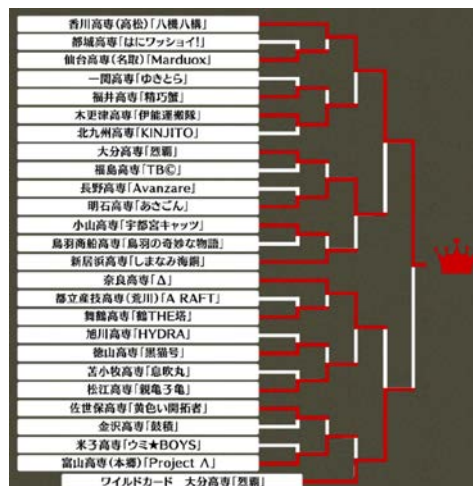 香川高専(高松)「八機八構」
都城高専「はにワッショイ!」
仙台高専(名取)「Marduox」
一関高専「ゆきとら」
福井高専「精巧蟹」
木更津高専「伊能運搬隊」
北九州高専「KINJITO」
大分高専「烈覇」
福島高専「TB©」
長野高専「Avanzare」
明石高専「あさごん」
小山高専「宇都宮キャッツ」
鳥羽商船高専「鳥羽の奇妙な物語」
新居浜高専「しまなみ海銅」
奈良高専「Δ」
都立産技高専(荒川)「A RAFT」
舞鶴高専「鶴THE塔」
旭川高専「HYDRA」
徳山高専「黒猫号」
苫小牧高専「息吹丸」
松江高専「親亀子亀」
佐世保高専「黄色い開拓者」
金沢高専「鼓積」
米子高専「ウミ★BOYS」
富山高専(本郷)「Project Λ」
ワイルドカード 大分高専「烈覇」